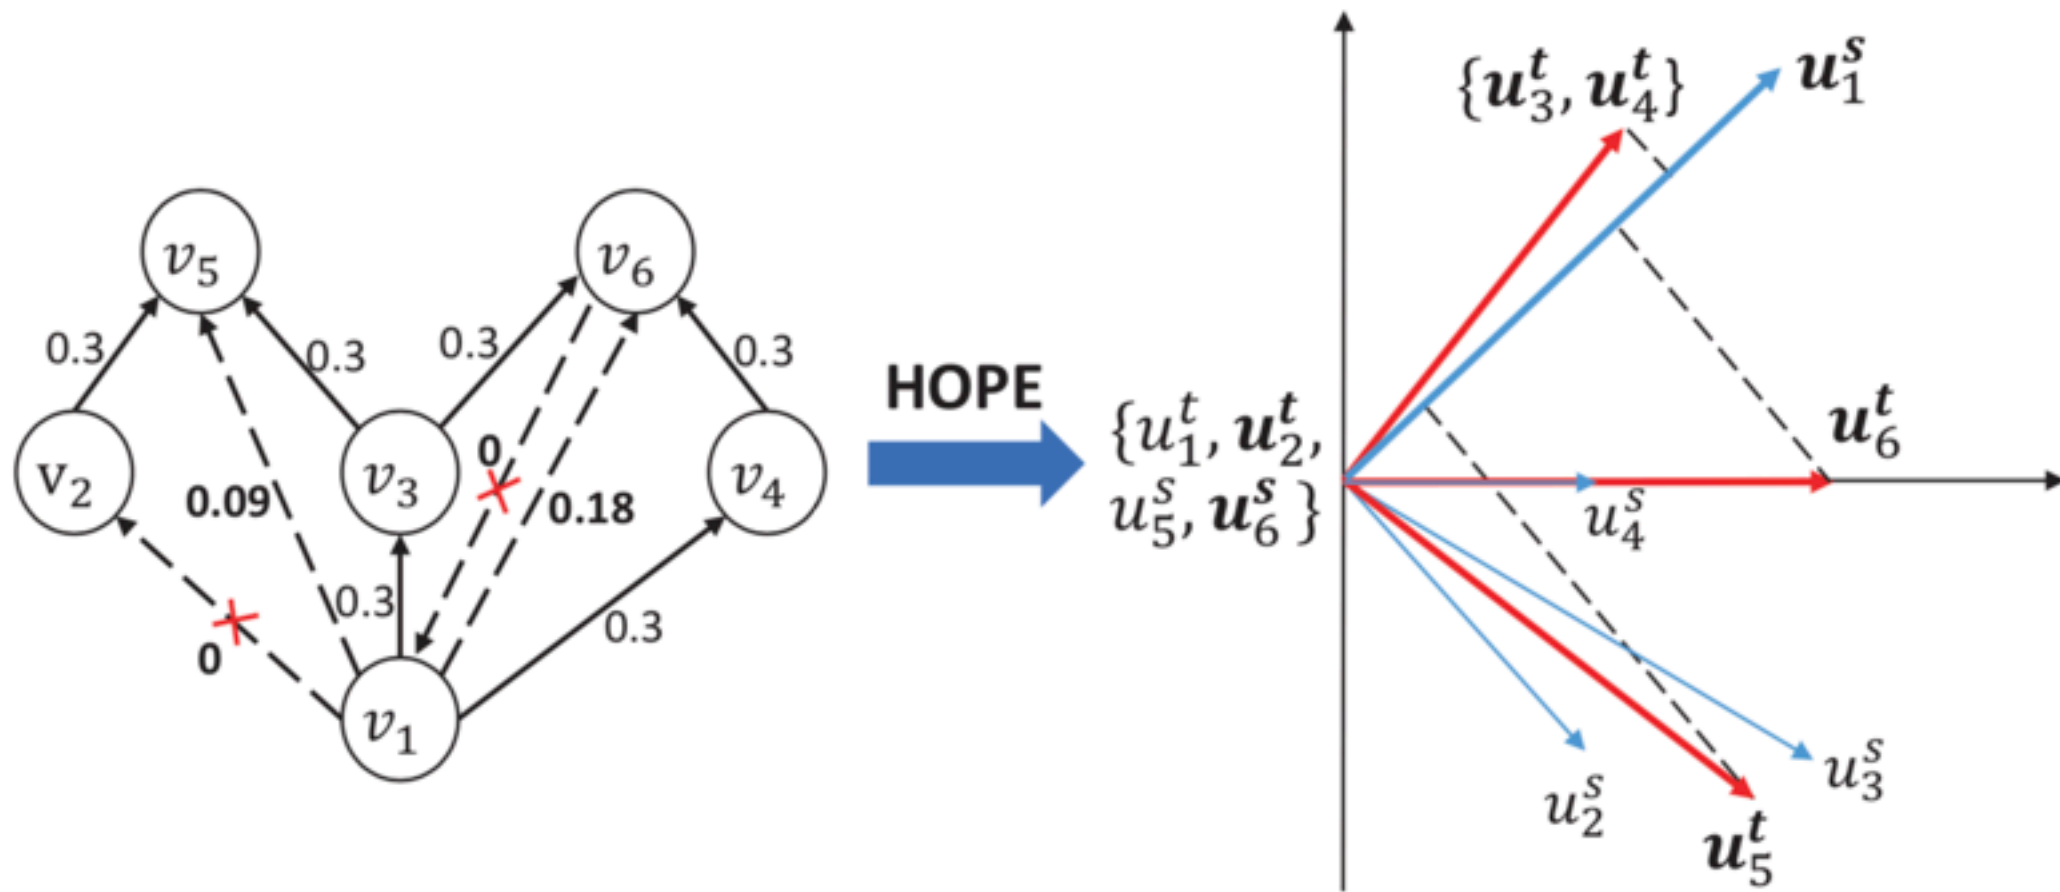 v₅
v₆
0.3
0.3
0.3
0.3
v₂
v₃
v₄
0.09
0
0.18
0
0.3
0.3
v₁
HOPE
{u₃ᵗ, u₄ᵗ}
u₁ˢ
{u₁ᵗ, u₂ᵗ,
u₅ˢ, u₆ˢ}
u₆ᵗ
u₄ˢ
u₂ˢ
u₃ˢ
u₅ᵗ